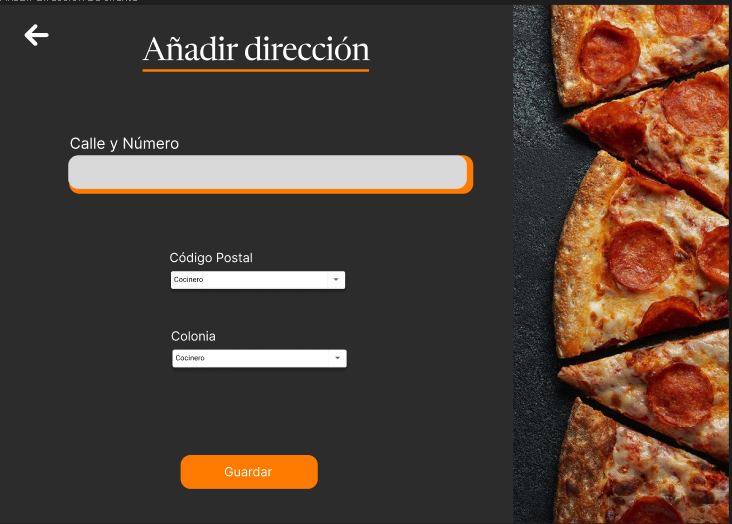 Añadir dirección
Calle y Número
Código Postal
Cocinero
Colonia
Cocinero
Guardar